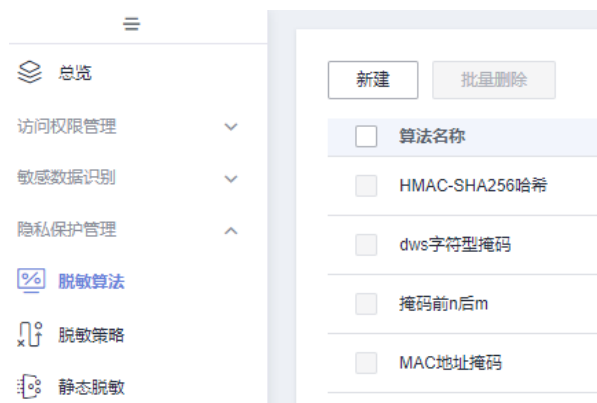 总览
访问权限管理
敏感数据识别
隐私保护管理
脱敏算法
脱敏策略
静态脱敏
新建 批量删除
算法名称
HMAC-SHA256哈希
dws字符型掩码
掩码前n后m
MAC地址掩码